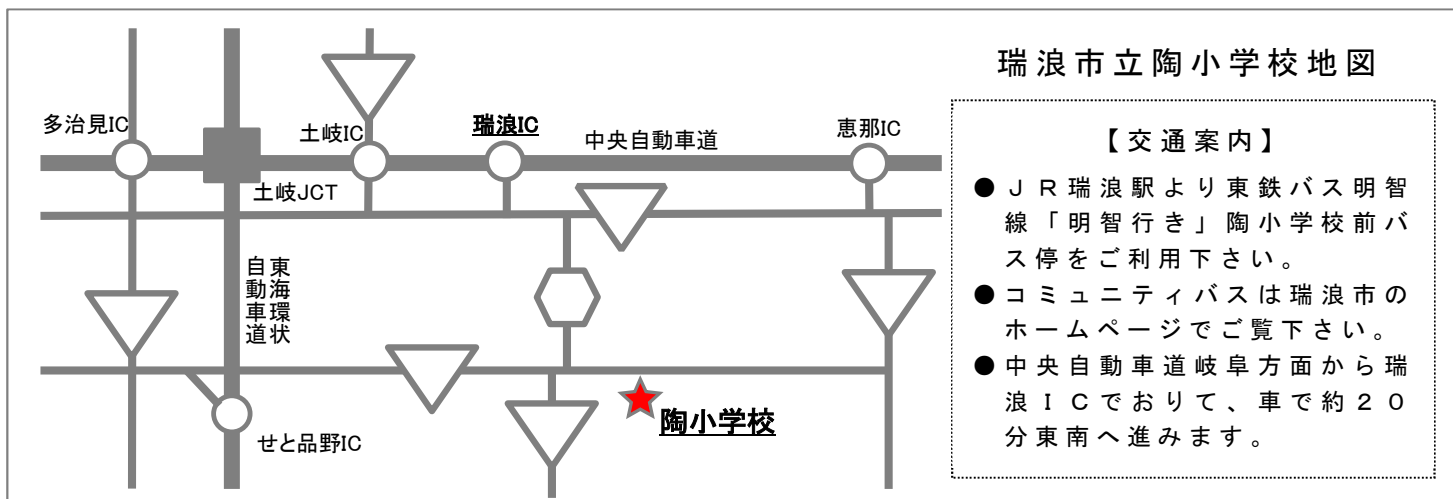 瑞浪市立陶小学校地図
多治見IC
土岐IC
瑞浪IC
中央自動車道
恵那IC
土岐JCT
東海環状
自動車道
せと品野IC
陶小学校
【交通案内】
●ＪＲ瑞浪駅より東鉄バス明智
線「明智行き」陶小学校前バ
ス停をご利用下さい。
●コミュニティバスは瑞浪市の
ホームページでご覧下さい。
●中央自動車道岐阜方面から瑞
浪ＩＣでおりて、車で約２０
分東南へ進みます。